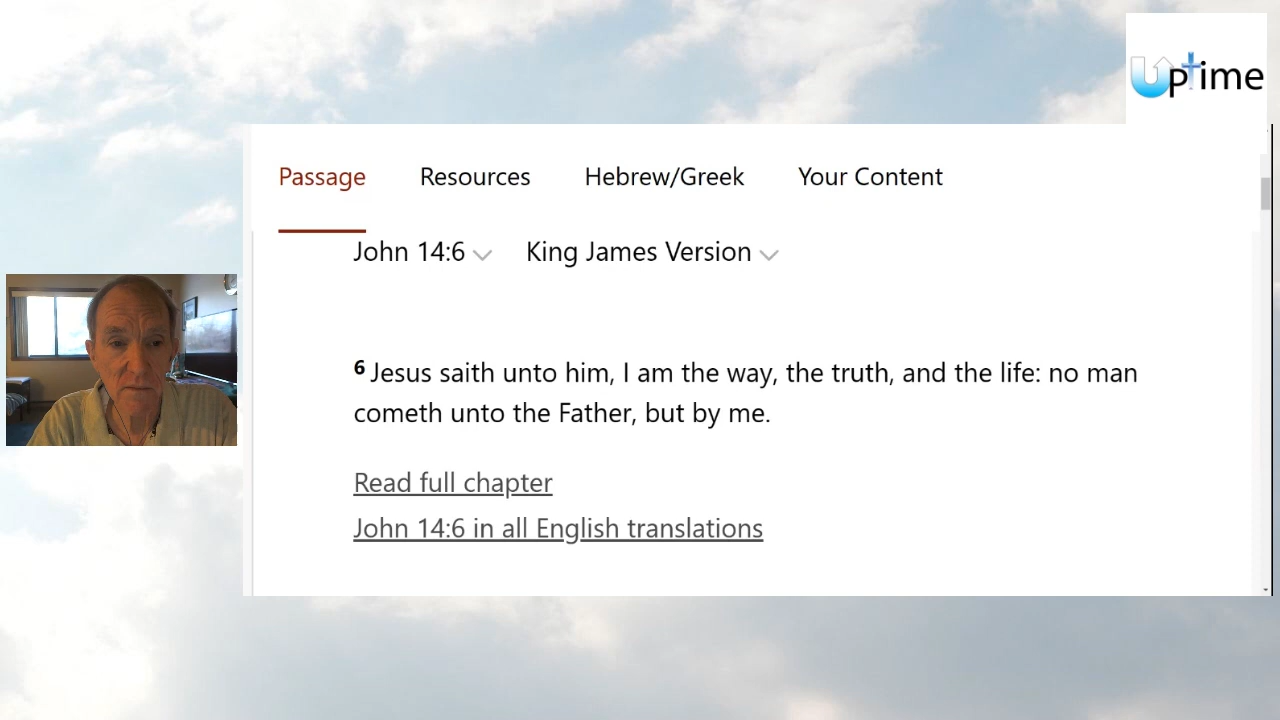 Uptime
Passage Resources Hebrew/Greek Your Content
John 14:6 King James Version
6 Jesus saith unto him, I am the way, the truth, and the life: no man
cometh unto the Father, but by me.
Read full chapter
John 14:6 in all English translations